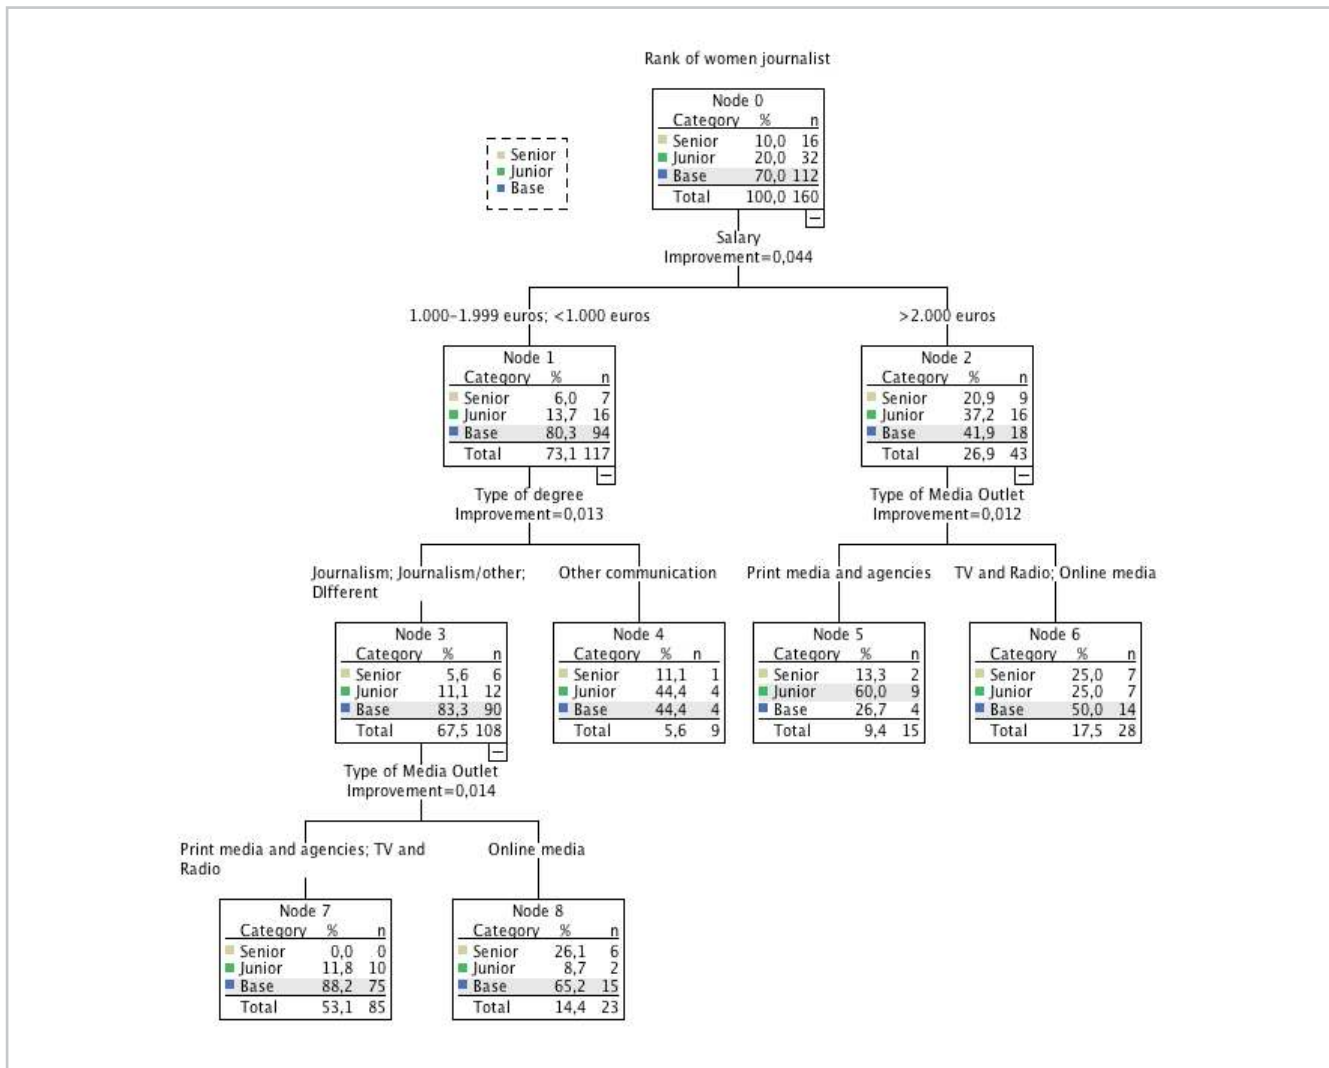 Rank of women journalist
Node 0
Category % n
Senior 10,0 16
Junior 20,0 32
Base 70,0 112
Total 100,0 160
Senior
Junior
Base
Salary
Improvement=0,044
1.000-1.999 euros; <1.000 euros
>2.000 euros
Node 1
Category % n
Senior 6,0 7
Junior 13,7 16
Base 80,3 94
Total 73,1 117
Node 2
Category % n
Senior 20,9 9
Junior 37,2 16
Base 41,9 18
Total 26,9 43
Type of degree
Improvement=0,013
Type of Media Outlet
Improvement=0,012
Journalism; Journalism/other;
DIfferent
Other communication
Print media and agencies
TV and Radio; Online media
Node 3
Category % n
Senior 5,6 6
Junior 11,1 12
Base 83,3 90
Total 67,5 108
Node 4
Category % n
Senior 11,1 1
Junior 44,4 4
Base 44,4 4
Total 5,6 9
Node 5
Category % n
Senior 13,3 2
Junior 60,0 9
Base 26,7 4
Total 9,4 15
Node 6
Category % n
Senior 25,0 7
Junior 25,0 7
Base 50,0 14
Total 17,5 28
Type of Media Outlet
Improvement=0,014
Print media and agencies; TV and
Radio
Online media
Node 7
Category % n
Senior 0,0 0
Junior 11,8 10
Base 88,2 75
Total 53,1 85
Node 8
Category % n
Senior 26,1 6
Junior 8,7 2
Base 65,2 15
Total 14,4 23